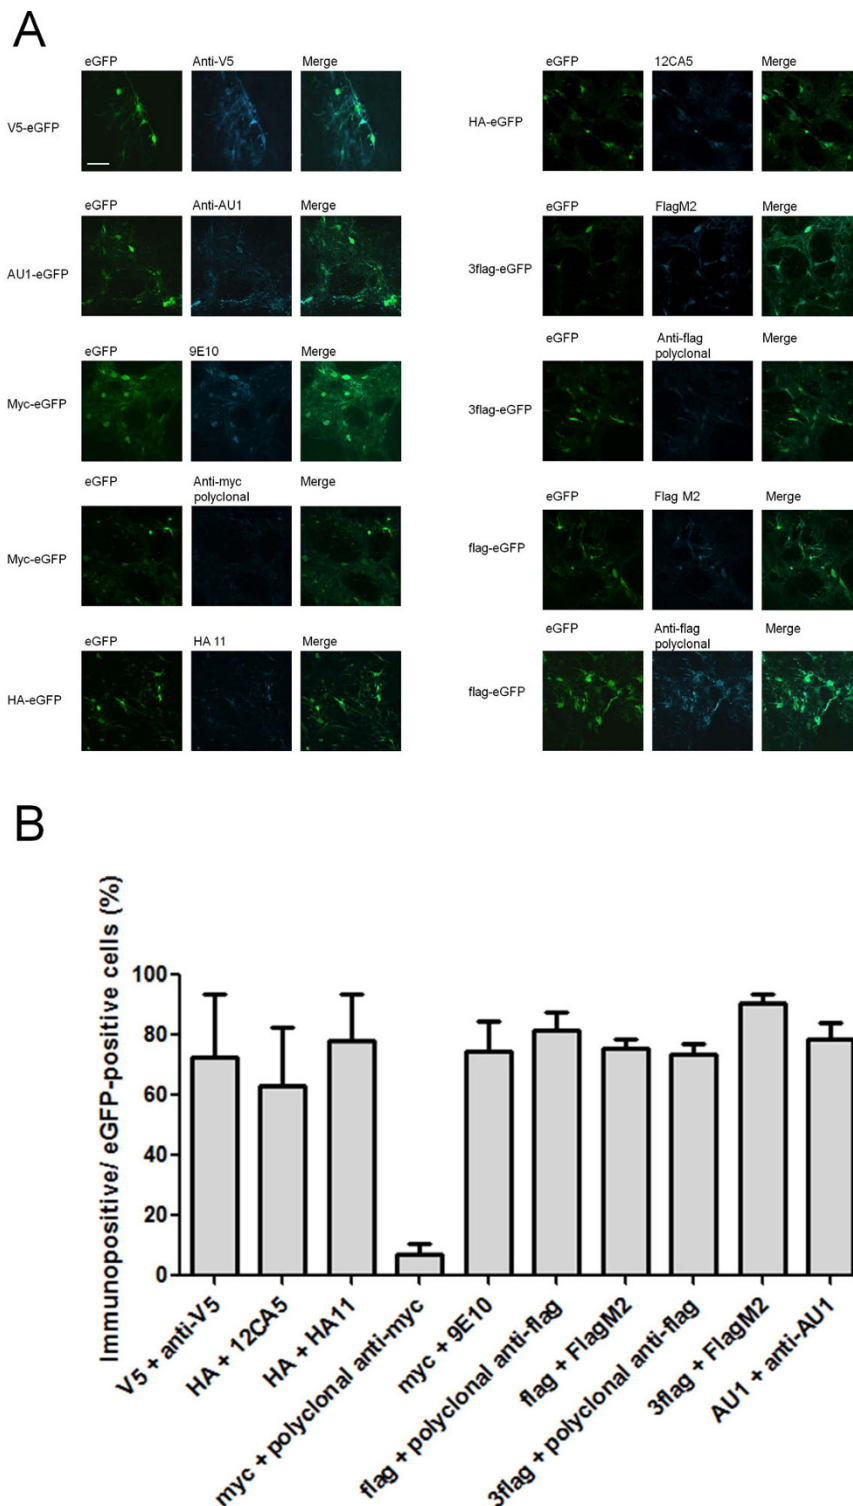 A
eGFP Anti-V5 Merge
V5-eGFP
eGFP 12CA5 Merge
HA-eGFP
eGFP Anti-AU1 Merge
AU1-eGFP
eGFP FlagM2 Merge
3flag-eGFP
eGFP 9E10 Merge
Myc-eGFP
eGFP Anti-flag polyclonal Merge
3flag-eGFP
eGFP Anti-myc polyclonal Merge
Myc-eGFP
eGFP Flag M2 Merge
flag-eGFP
eGFP HA 11 Merge
HA-eGFP
eGFP Anti-flag polyclonal Merge
flag-eGFP
B
Immunopositive/ eGFP-positive cells (%)
100
80
60
40
20
0
V5 + anti-V5
HA + 12CA5
HA + HA11
myc + polyclonal anti-myc
myc + 9E10
flag + polyclonal anti-flag
flag + FlagM2
3flag + polyclonal anti-flag
3flag + FlagM2
AU1 + anti-AU1